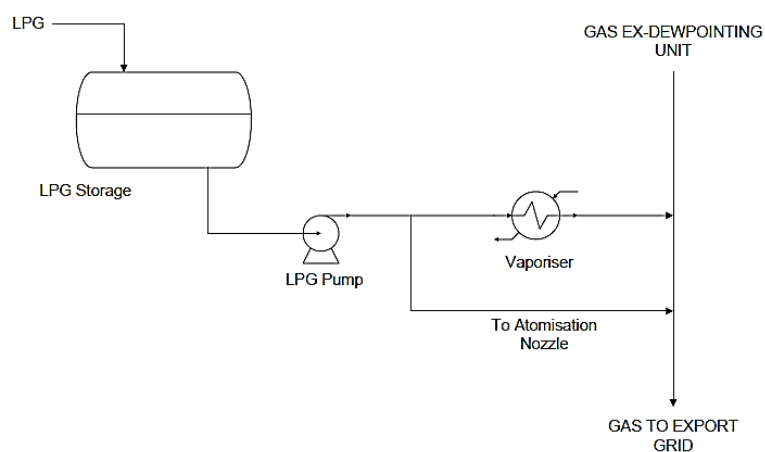 LPG
GAS EX-DEWPOINTING
UNIT
LPG Storage
LPG Pump
Vaporiser
To Atomisation
Nozzle
GAS TO EXPORT
GRID